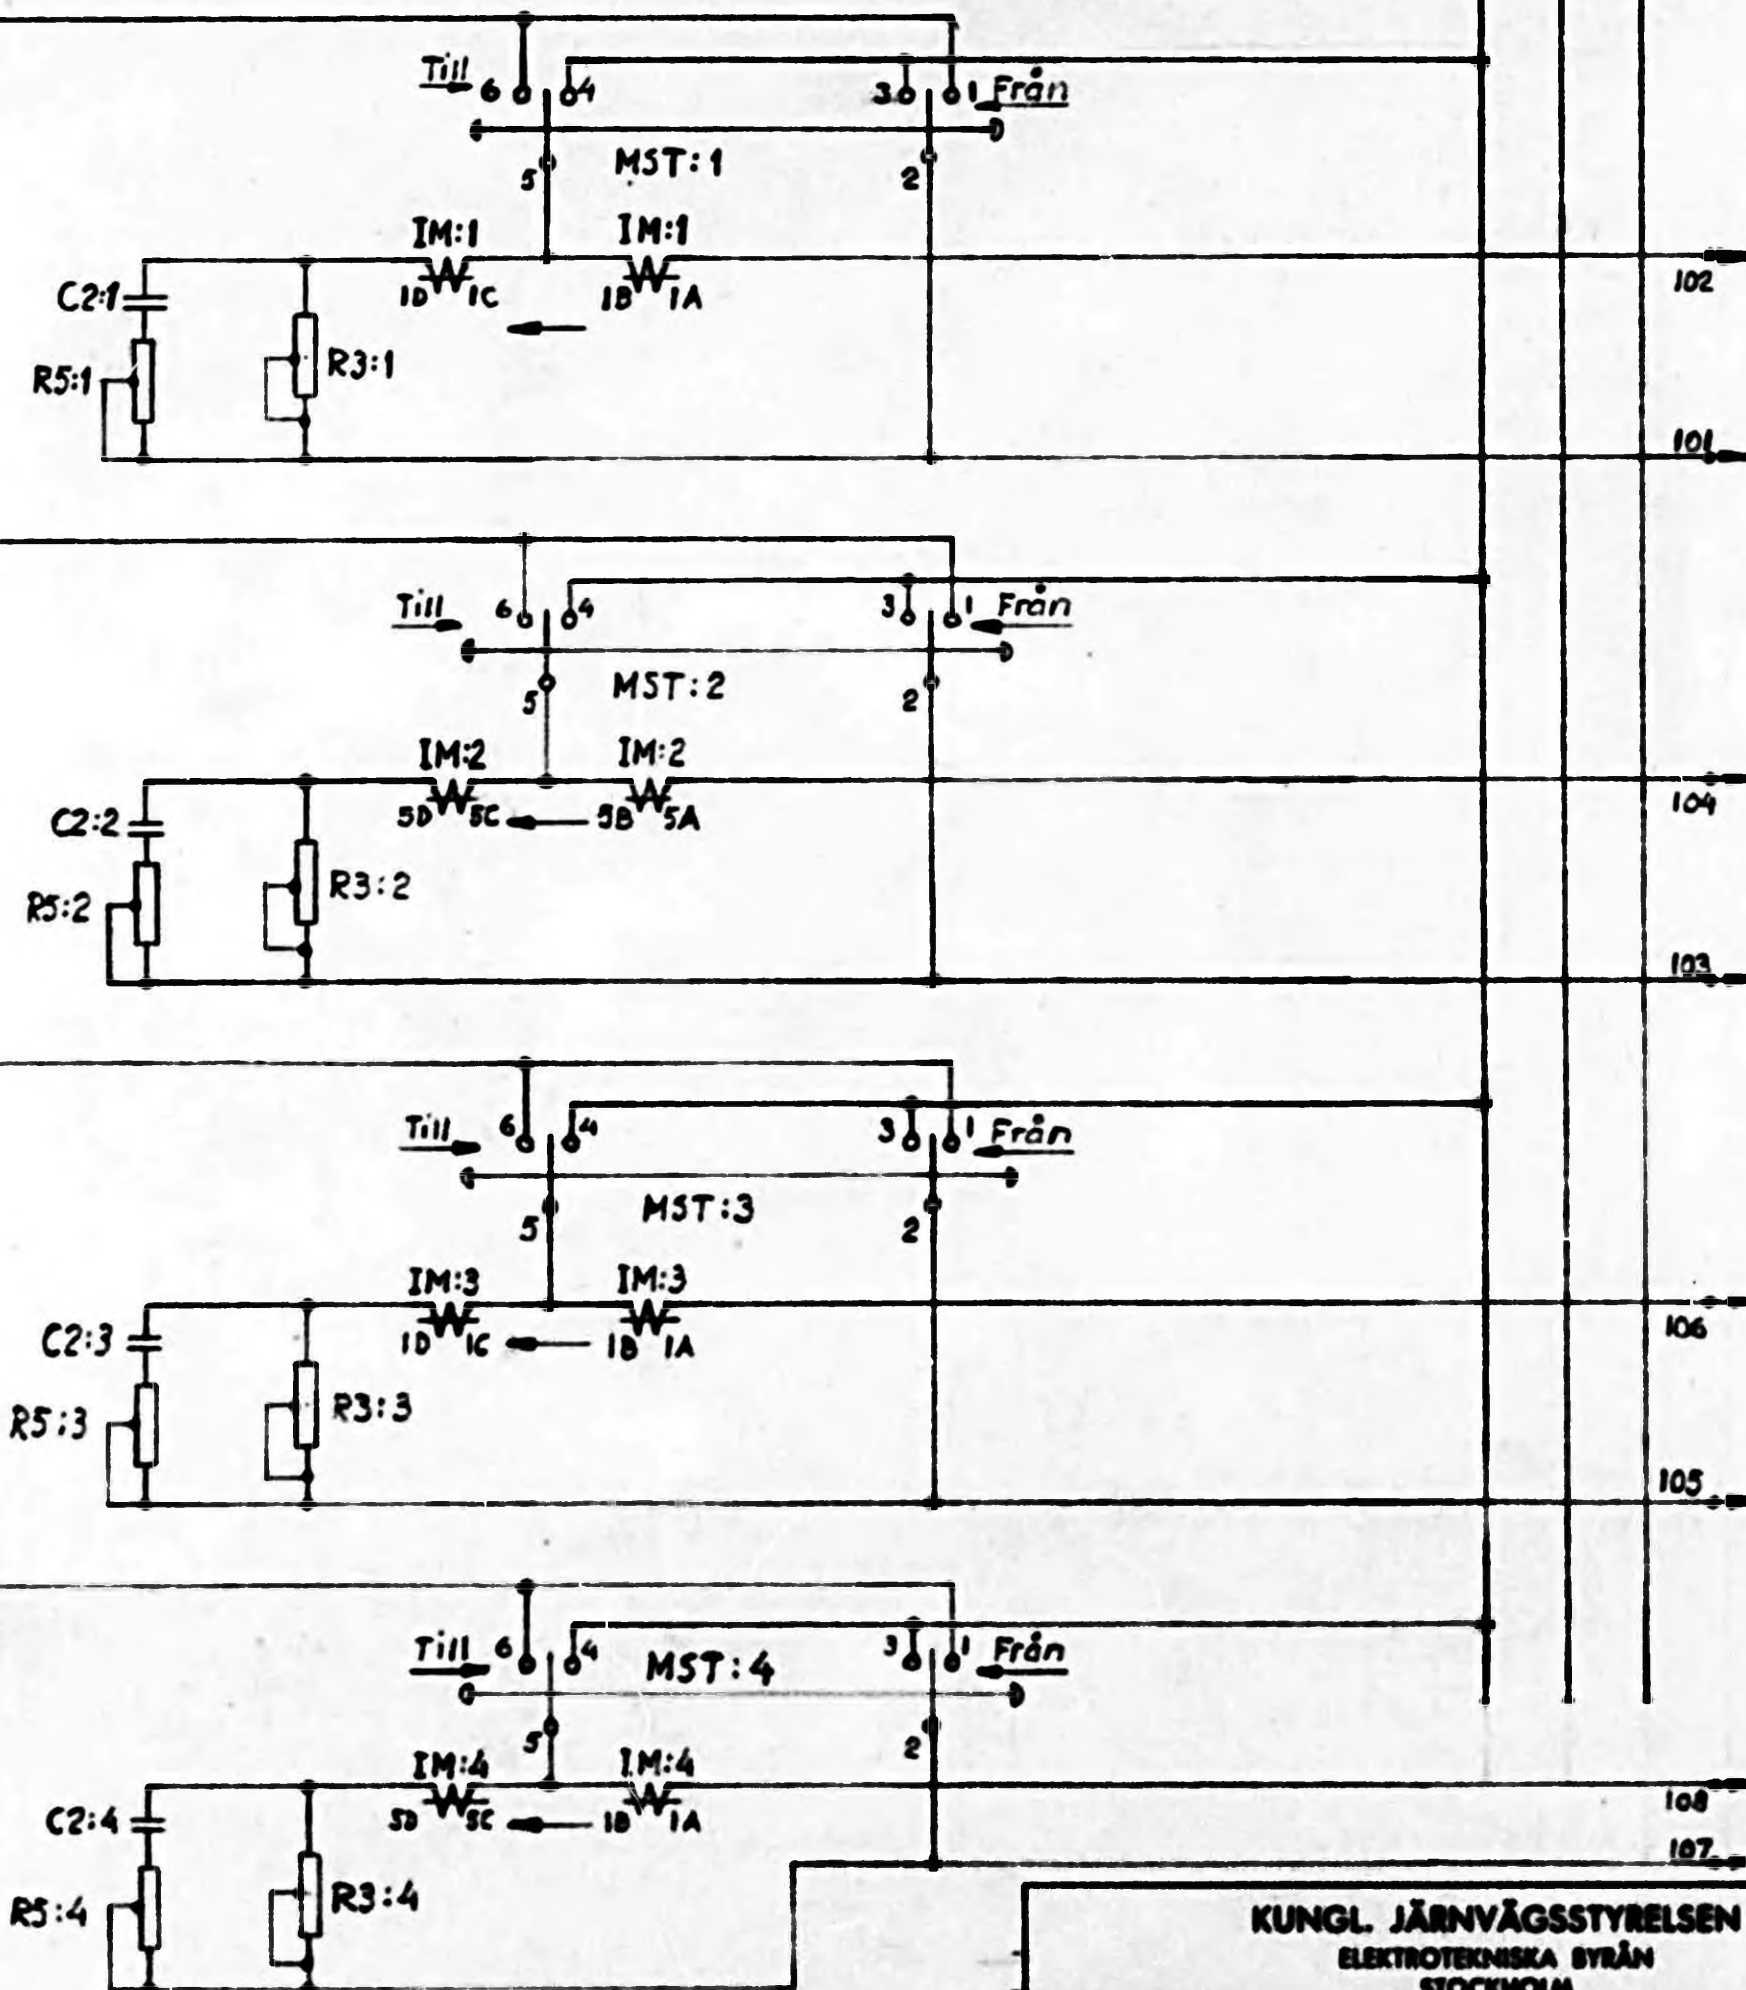 Till 6 4 3 1 Från
5 MST:1 2
IM:1 IM:1
1D 1C 1B 1A 102
C2:1
R5:1 R3:1
101
Till 6 4 3 1 Från
5 MST:2 2
IM:2 IM:2
5D 5C 5B 5A 104
C2:2
R5:2 R3:2
103
Till 6 4 3 1 Från
5 MST:3 2
IM:3 IM:3
1D 1C 1B 1A 106
C2:3
R5:3 R3:3
105
Till 6 4 MST:4 3 1 Från
5 2
IM:4 IM:4
5D 5C 1B 1A 108
C2:4
107
R5:4 R3:4
KUNGL. JÄRNVÄGSSTYRELSEN
ELEKTROTEKNISKA BYRÅN
STOCKHOLM